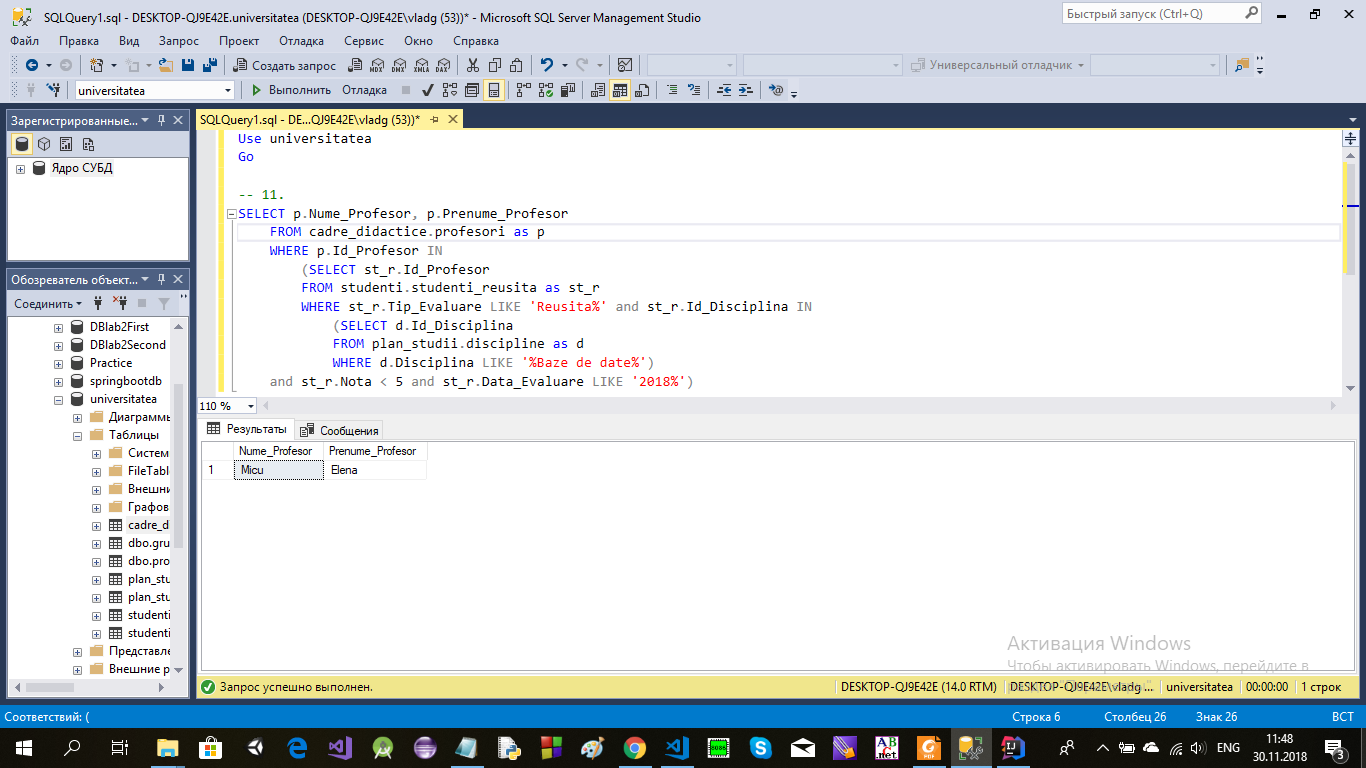 SQLQuery1.sql - DESKTOP-QJ9E42E.universitatea (DESKTOP-QJ9E42E\vladg (53))* - Microsoft SQL Server Management Studio
Быстрый запуск (Ctrl+Q)
Файл Правка Вид Запрос Проект Отладка Сервис Окно Справка
Создать запрос MDX DMX XMLA DAX Универсальный отладчик
universitatea Выполнить Отладка
Зарегистрированные...
Ядро СУБД
Обозреватель объект...
Соединить
DBlab2First
DBlab2Second
Practice
springbootdb
universitatea
Диаграммы
Таблицы
Систем
FileTabl
Внешни
Графов
cadre_d
dbo.gru
dbo.pro
plan_stu
plan_stu
studenti
studenti
Представле
Внешние р
SQLQuery1.sql - DE...QJ9E42E\vladg (53))*
Use universitatea
Go
-- 11.
SELECT p.Nume_Profesor, p.Prenume_Profesor
FROM cadre_didactice.profesori as p
WHERE p.Id_Profesor IN
(SELECT st_r.Id_Profesor
FROM studenti.studenti_reusita as st_r
WHERE st_r.Tip_Evaluare LIKE 'Reusita%' and st_r.Id_Disciplina IN
(SELECT d.Id_Disciplina
FROM plan_studii.discipline as d
WHERE d.Disciplina LIKE '%Baze de date%')
and st_r.Nota < 5 and st_r.Data_Evaluare LIKE '2018%')
110 %
Результаты Сообщения
Nume_Profesor Prenume_Profesor
1 Micu Elena
Активация Windows
Чтобы активировать Windows, перейдите в
Запрос успешно выполнен. DESKTOP-QJ9E42E (14.0 RTM) DESKTOP-QJ9E42E\vladg ... universitatea 00:00:00 1 строк
Соответствий: ( Строка 6 Столбец 26 Знак 26 ВСТ
ENG 11:48
30.11.2018 3